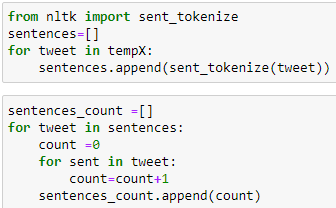 from nltk import sent_tokenize
sentences=[]
for tweet in tempX:
    sentences.append(sent_tokenize(tweet))
sentences_count =[]
for tweet in sentences:
    count =0
    for sent in tweet:
        count=count+1
    sentences_count.append(count)